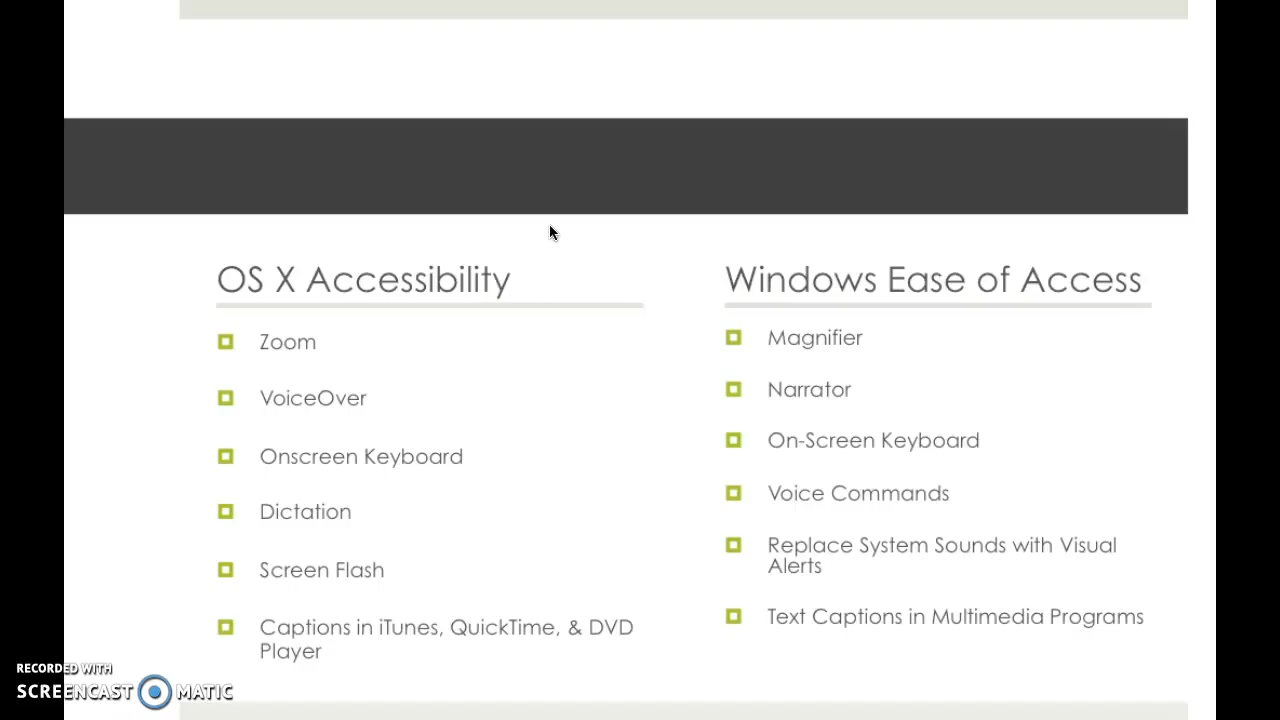 OS X Accessibility
Zoom
VoiceOver
Onscreen Keyboard
Dictation
Screen Flash
Captions in iTunes, QuickTime, & DVD
Player
Windows Ease of Access
Magnifier
Narrator
On-Screen Keyboard
Voice Commands
Replace System Sounds with Visual
Alerts
Text Captions in Multimedia Programs
RECORDED WITH
SCREENCAST MATIC